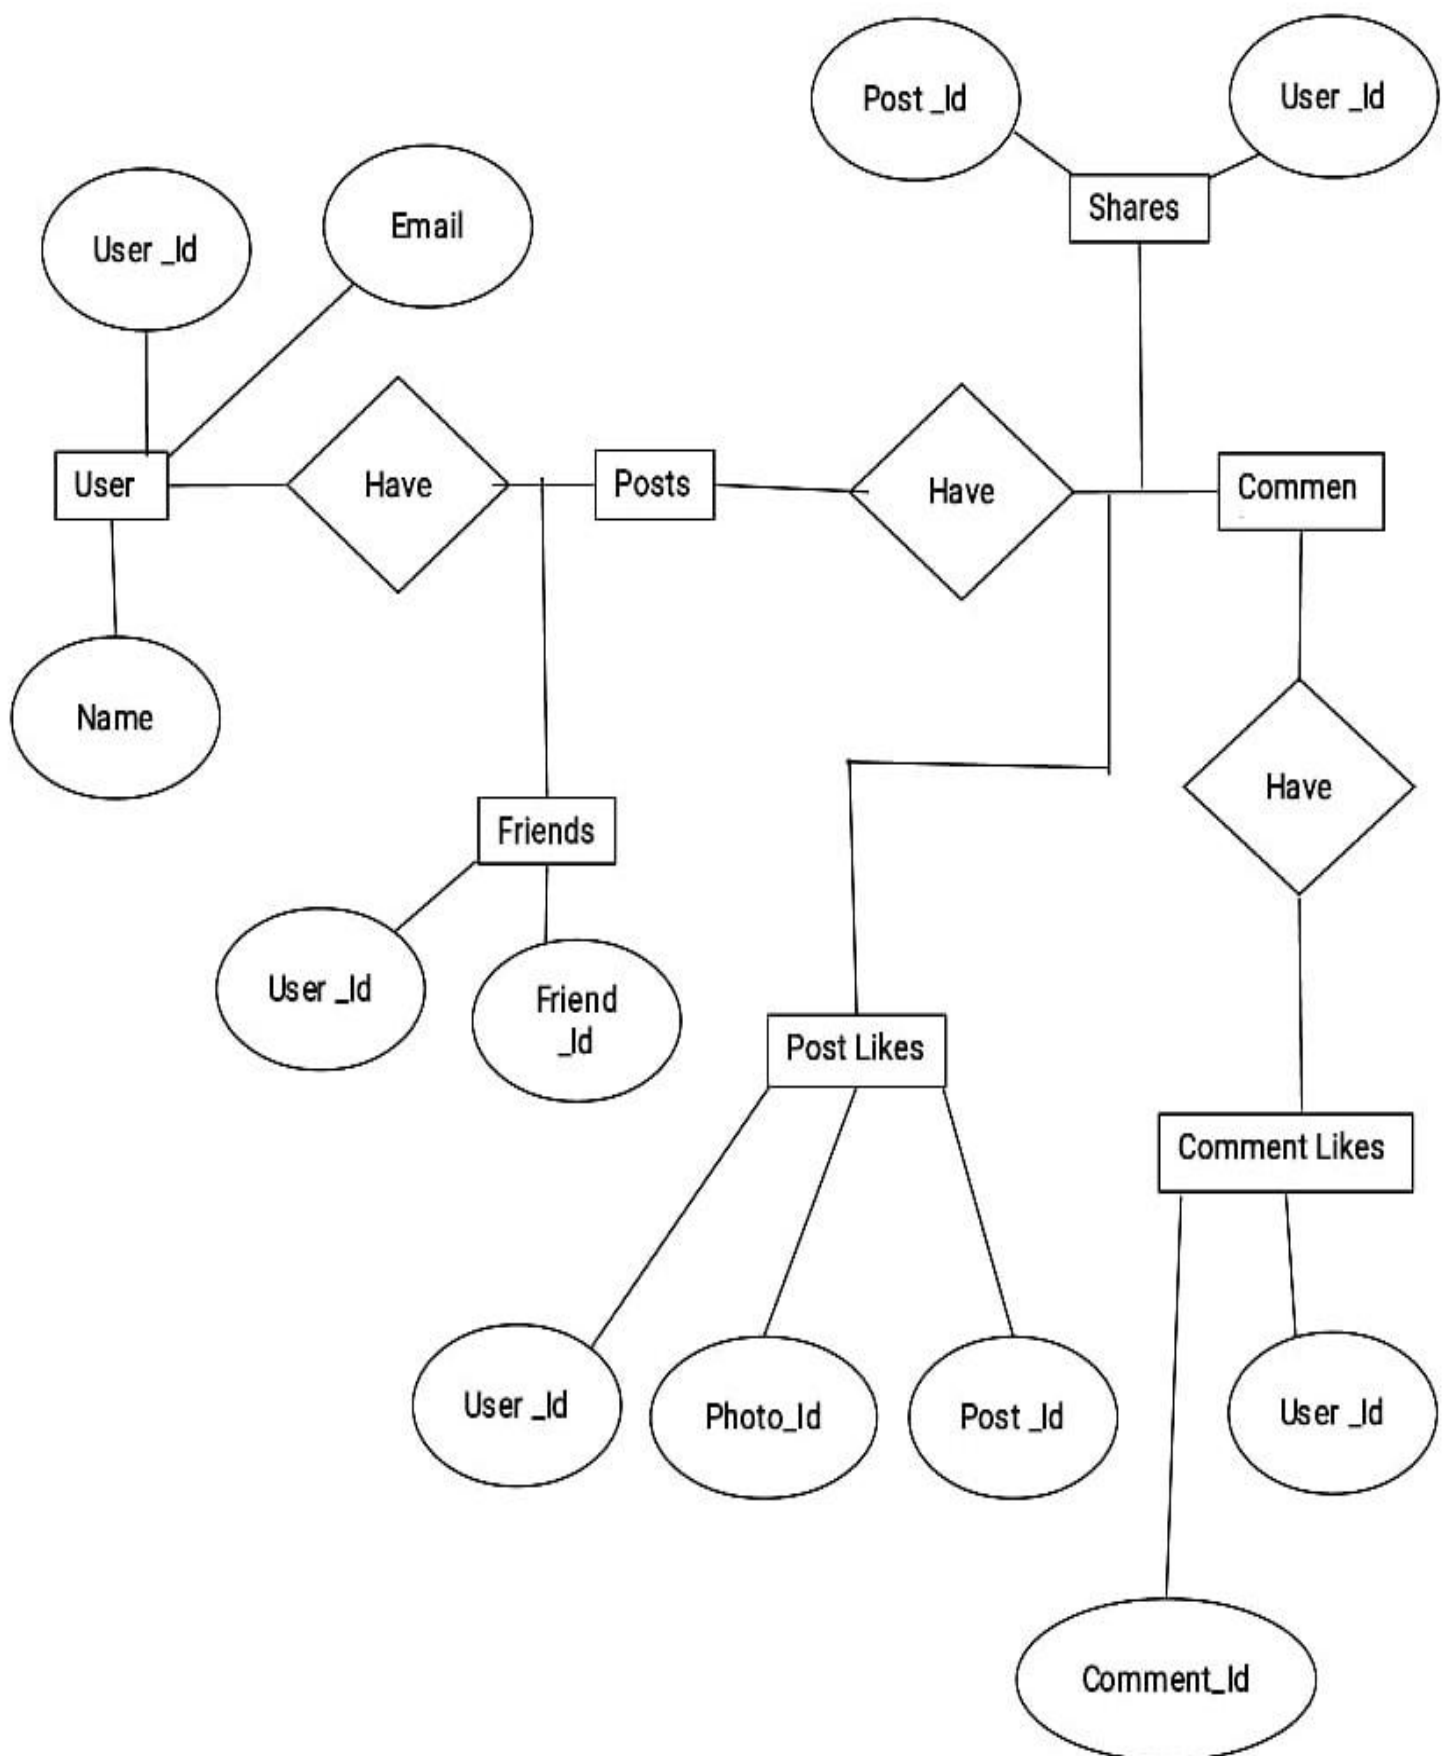 Post _Id
User _Id
Shares
Email
User _Id
User
Have
Posts
Have
Commen
Name
Have
Friends
User _Id
Friend
_Id
Post Likes
Comment Likes
User _Id
Photo_Id
Post _Id
User _Id
Comment_Id